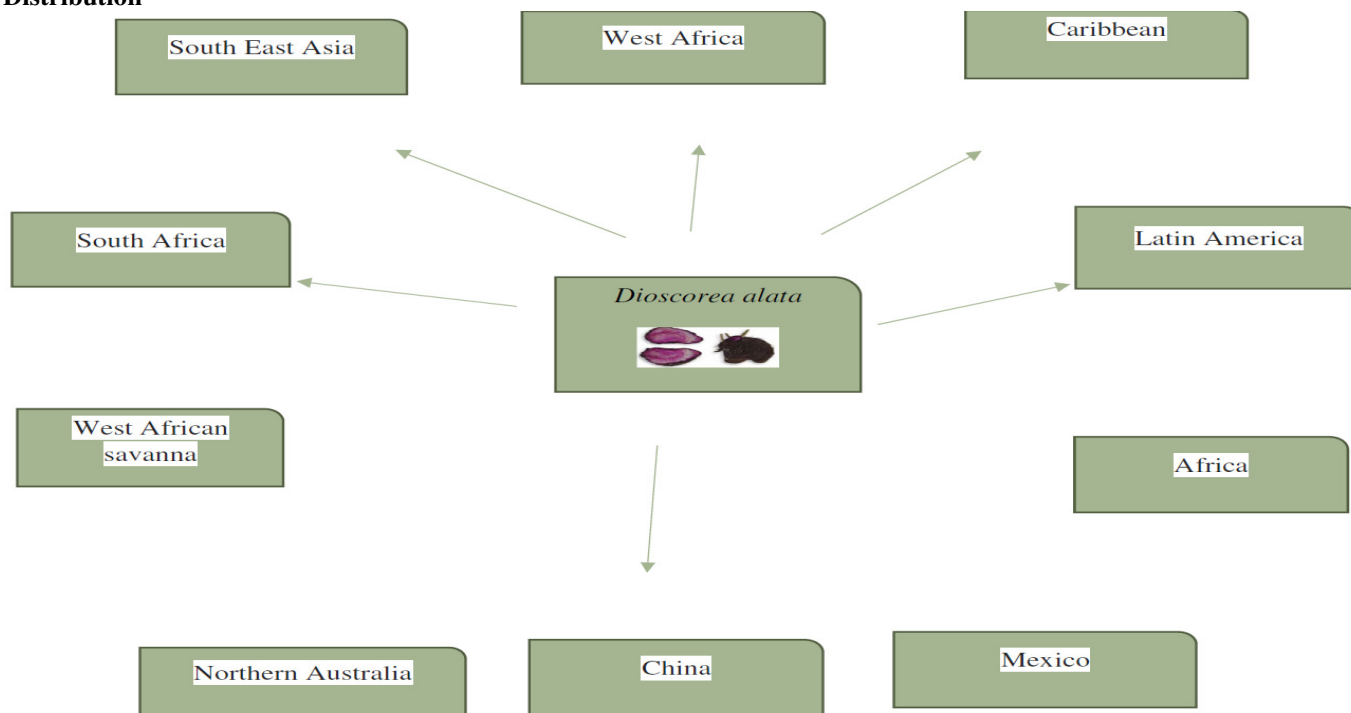 Distribution
South East Asia
West Africa
Caribbean
South Africa
Latin America
Dioscorea alata
West African
savanna
Africa
Northern Australia
China
Mexico